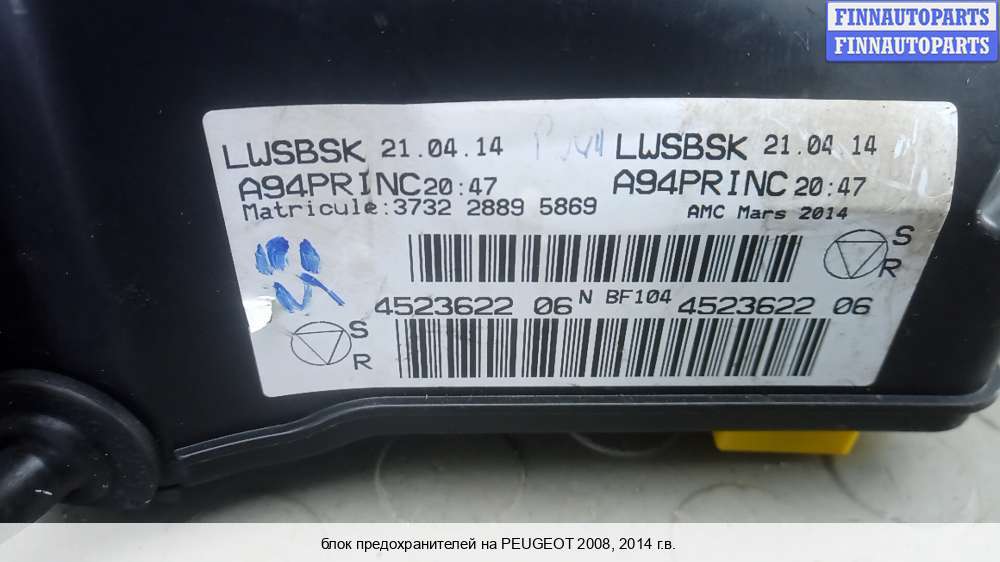 FINNAUTOPARTS
FINNAUTOPARTS
LWSBSK 21.04.14
A94PRINC 20:47
Matricule:3732 2889 5869
LWSBSK 21.04.14
A94PRINC 20:47
AMC Mars 2014
S
R
4523622 06 N BF104 4523622 06
S
R
блок предохранителей на PEUGEOT 2008, 2014 г.в.